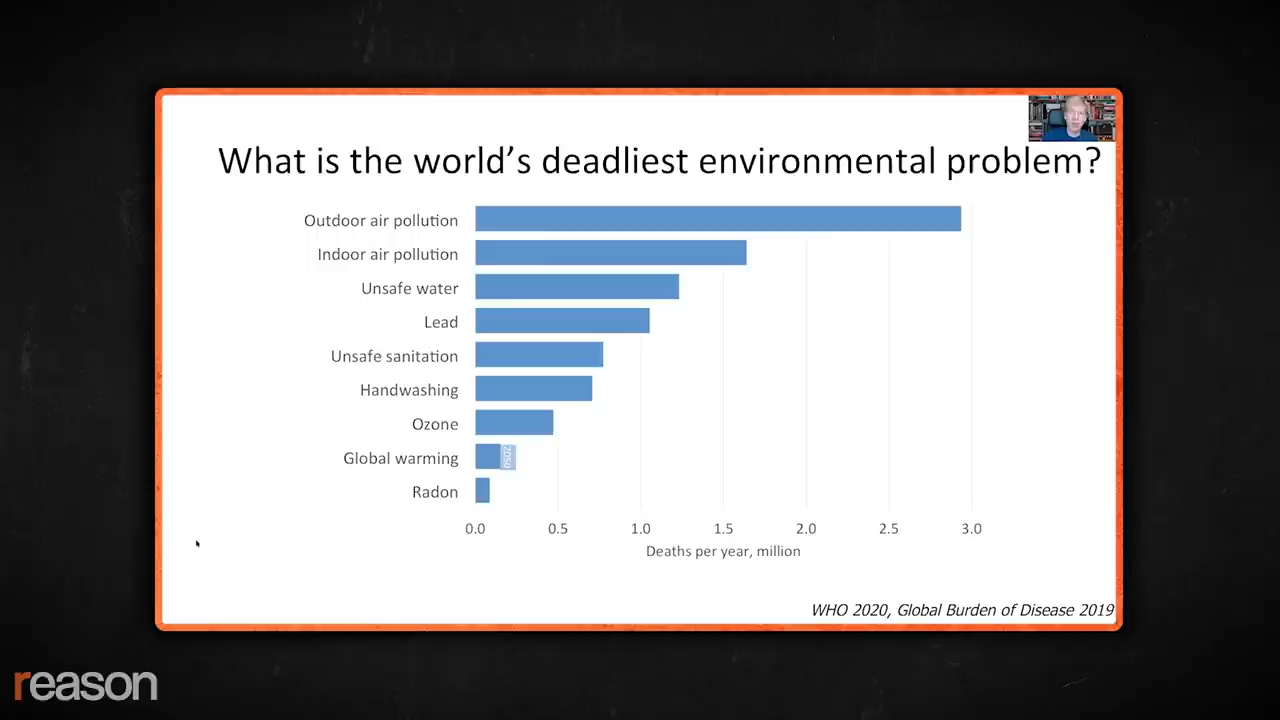 What is the world's deadliest environmental problem?
Outdoor air pollution
Indoor air pollution
Unsafe water
Lead
Unsafe sanitation
Handwashing
Ozone
Global warming
2050
Radon
0.0 0.5 1.0 1.5 2.0 2.5 3.0
Deaths per year, million
WHO 2020, Global Burden of Disease 2019
reason